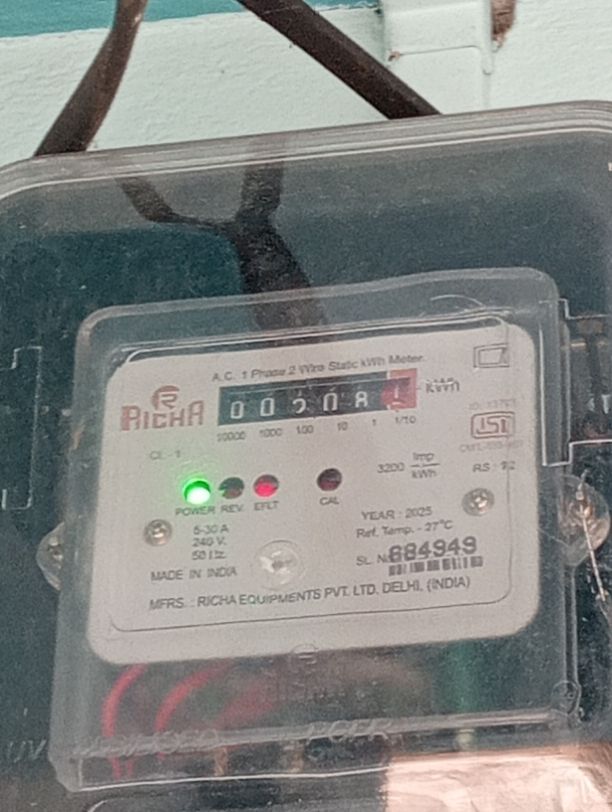 A.C. 1 Phase 2 Wire Static kWh Meter.
RICHA
kWh
10000 1000 100 10 1 1/10
CL-1
3200 Imp/kWh
POWER REV. EFLT CAL
5-30 A
240 V.
50 Hz.
YEAR : 2025
Ref. Temp. - 27°C
SL. No. 684949
MADE IN INDIA
MFRS. : RICHA EQUIPMENTS PVT. LTD. DELHI, (INDIA)